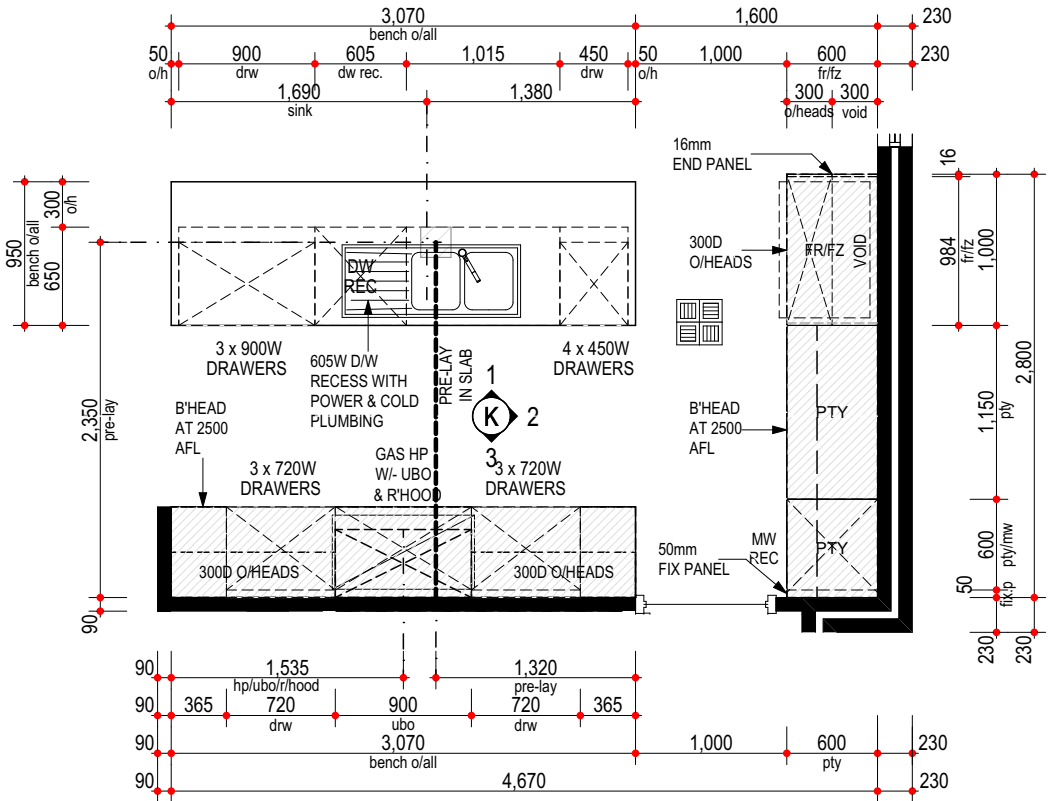 3,070
bench o/all
1,600
230
50
o/h
900
drw
605
dw rec.
1,015
450
drw
50
o/h
1,000
600
fr/fz
230
1,690
sink
1,380
300
o/heads
300
void
16mm
END PANEL
16
950
bench o/all
300
o/h
650
300D
O/HEADS
FR/FZ
VOID
984
fr/fz
1,000
DW
REC
2,800
3 x 900W
DRAWERS
605W D/W
RECESS WITH
POWER & COLD
PLUMBING
PRE-LAY
IN SLAB
4 x 450W
DRAWERS
2,350
pre-lay
B'HEAD
AT 2500
AFL
1
K
2
3
B'HEAD
AT 2500
AFL
PTY
1,150
pty
3 x 720W
DRAWERS
GAS HP
W/- UBO
& R'HOOD
3 x 720W
DRAWERS
300D O/HEADS
300D O/HEADS
50mm
FIX PANEL
MW
REC
PTY
600
pty/mw
50
fix.p
90
230
230
90
1,535
hp/ubo/r/hood
1,320
pre-lay
90
365
720
drw
900
ubo
720
drw
365
90
3,070
bench o/all
1,000
600
pty
230
90
4,670
230